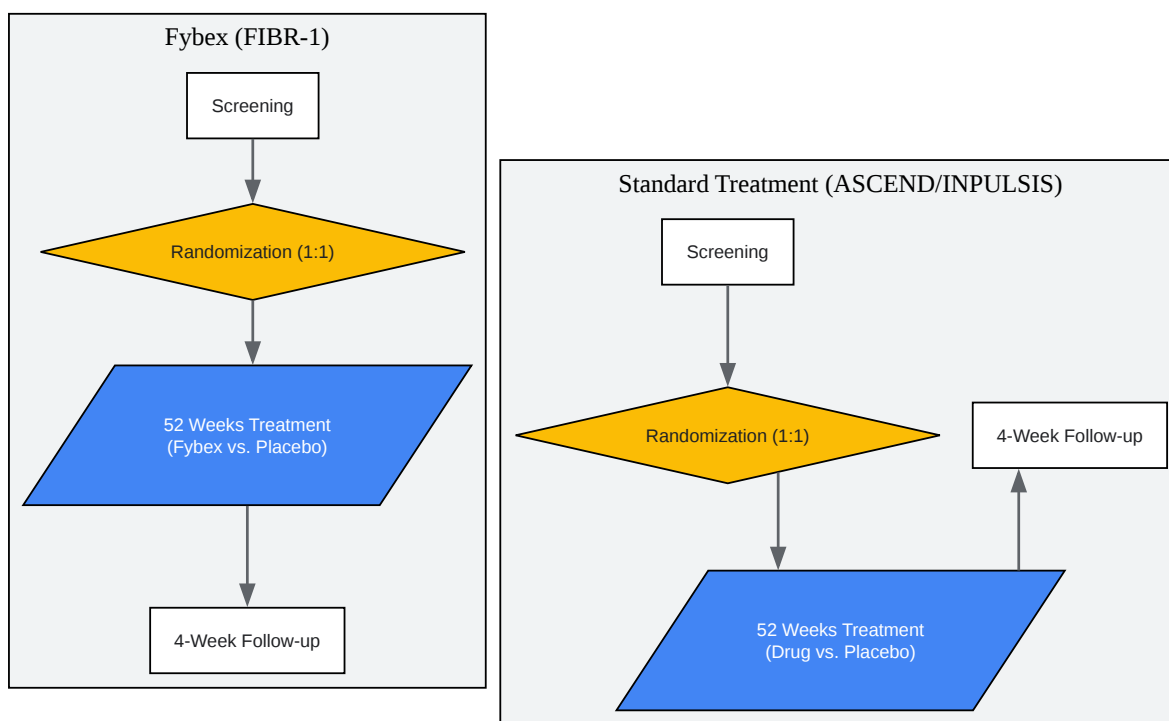 Fybex (FIBR-1)
Screening
Randomization (1:1)
52 Weeks Treatment
(Fybex vs. Placebo)
4-Week Follow-up
Standard Treatment (ASCEND/INPULSIS)
Screening
Randomization (1:1)
4-Week Follow-up
52 Weeks Treatment
(Drug vs. Placebo)